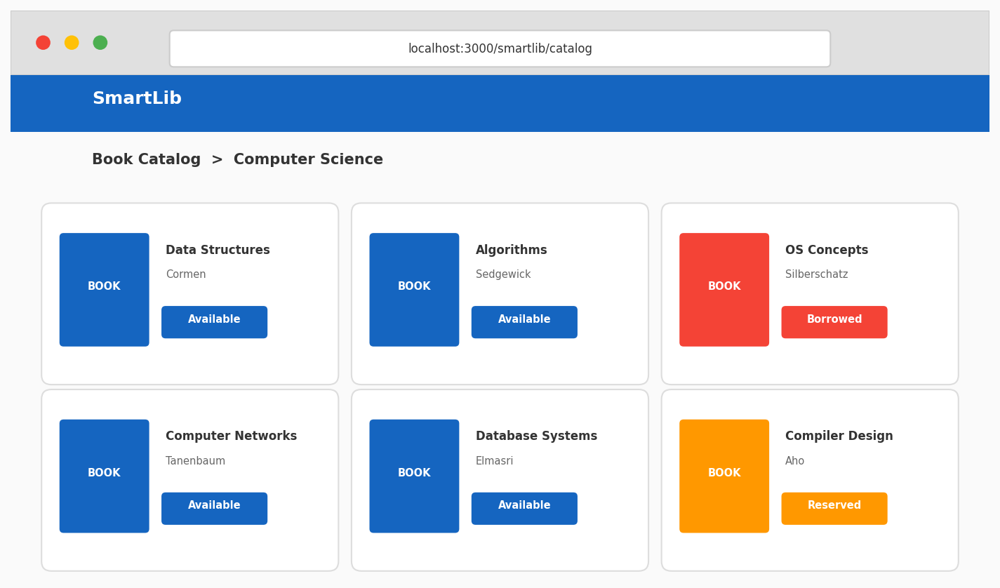 localhost:3000/smartlib/catalog
SmartLib
Book Catalog > Computer Science
BOOK
Data Structures
Cormen
Available
BOOK
Algorithms
Sedgewick
Available
BOOK
OS Concepts
Silberschatz
Borrowed
BOOK
Computer Networks
Tanenbaum
Available
BOOK
Database Systems
Elmasri
Available
BOOK
Compiler Design
Aho
Reserved